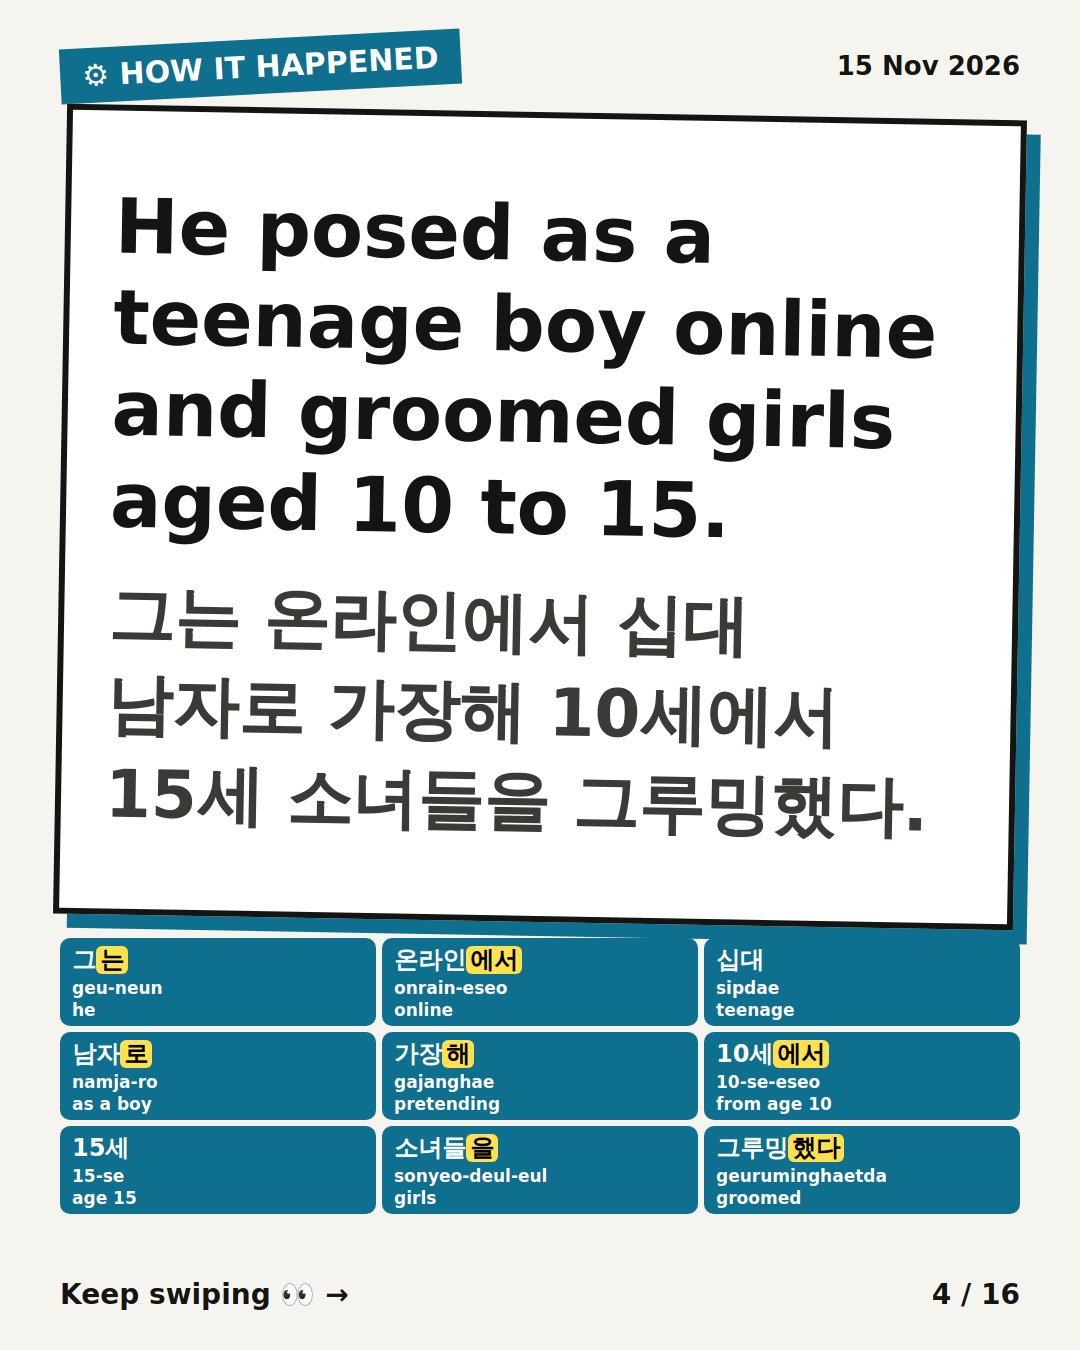 ⚙ HOW IT HAPPENED
15 Nov 2026
He posed as a
teenage boy online
and groomed girls
aged 10 to 15.
그는 온라인에서 십대
남자로 가장해 10세에서
15세 소녀들을 그루밍했다.
그는
geu-neun
he
온라인에서
onrain-eseo
online
십대
sipdae
teenage
남자로
namja-ro
as a boy
가장해
gajanghae
pretending
10세에서
10-se-eseo
from age 10
15세
15-se
age 15
소녀들을
sonyeo-deul-eul
girls
그루밍했다
geuruminghaetda
groomed
Keep swiping 👀 →
4 / 16